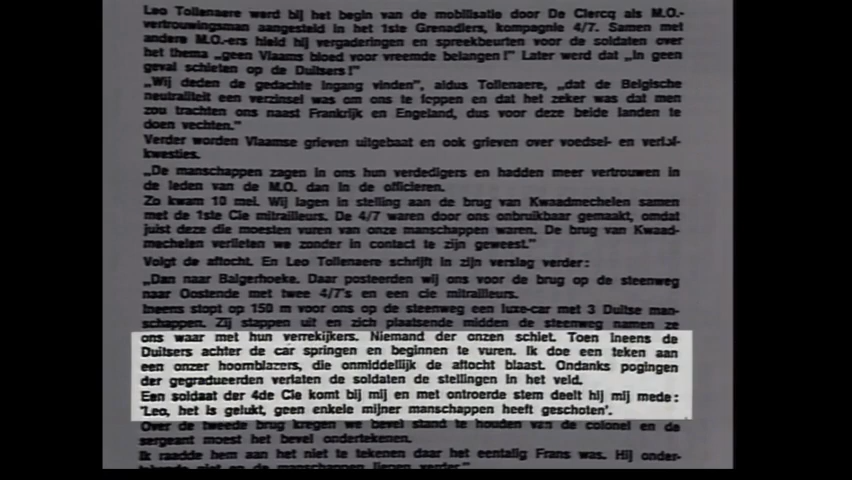 Leo Tollenaere werd bij het begin van de mobilisatie door De Clercq als M.O.-
vertrouwingsman aangesteld in het 1ste Grenadiers, kompagnie 4/7. Samen met
andere M.O.-ers hield hij vergaderingen en spreekbeurten voor de soldaten over
het thema „geen Vlaams bloed voor vreemde belangen!" Later werd dat „In geen
geval schieten op de Duitsers!"
„Wij deden de gedachte ingang vinden", aldus Tollenaere, „dat de Belgische
neutraliteit een verzinsel was om ons te foppen en dat het zeker was dat men
zou trachten ons naast Frankrijk en Engeland, dus voor deze beide landen te
doen vechten."
Verder worden Vlaamse grieven uitgebaat en ook grieven over voedsel- en verlof-
kwesties.
„De manschappen zagen in ons hun verdedigers en hadden meer vertrouwen in
de leden van de M.O. dan in de officieren.
Zo kwam 10 mei. Wij lagen in stelling aan de brug van Kwaadmechelen samen
met de 1ste Cie mitrailleurs. De 4/7 waren door ons onbruikbaar gemaakt, omdat
juist deze die moesten vuren van onze manschappen waren. De brug van Kwaad-
mechelen verlieten we zonder in contact te zijn geweest."
Volgt de aftocht. En Leo Tollenaere schrijft in zijn verslag verder:
„Dan naar Balgerhoeke. Daar posteerden wij ons voor de brug op de steenweg
naar Oostende met twee 4/7's en een cie mitrailleurs.
Ineens stopt op 150 m voor ons op de steenweg een luxe-car met 3 Duitse man-
schappen. Zij stappen uit en zich plaatsende midden de steenweg namen ze
ons waar met hun verrekijkers. Niemand der onzen schiet. Toen ineens de
Duitsers achter de car springen en beginnen te vuren. Ik doe een teken aan
een onzer hoornblazers, die onmiddellijk de aftocht blaast. Ondanks pogingen
der gegradueerden verlaten de soldaten de stellingen in het veld.
Een soldaat der 4de Cie komt bij mij en met ontroerde stem deelt hij mij mede:
'Leo, het is gelukt, geen enkele mijner manschappen heeft geschoten'.
Over de tweede brug kregen we bevel stand te houden van de colonel en de
sergeant moest het bevel ondertekenen.
Ik raadde hem aan het niet te tekenen daar het eentalig Frans was. Hij onder-
tekende niet en de manschappen liepen verder."